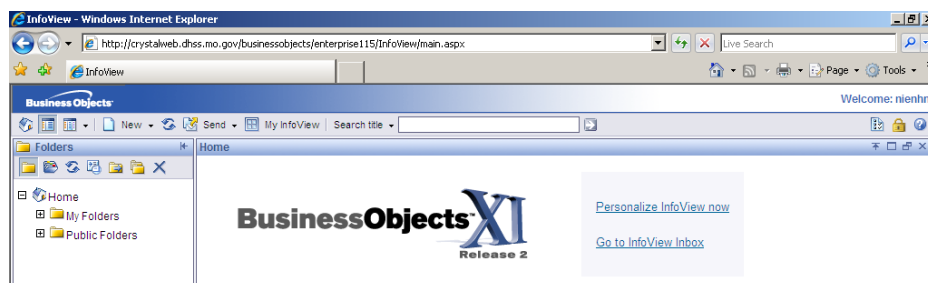 InfoView - Windows Internet Explorer
http://crystalweb.dhss.mo.gov/businessobjects/enterprise115/InfoView/main.aspx
Live Search
InfoView
Page
Tools
Business Objects
Welcome: nienhn
New
Send
My InfoView
Search title
Folders
Home
Home
My Folders
Public Folders
BusinessObjects XI
Release 2
Personalize InfoView now
Go to InfoView Inbox